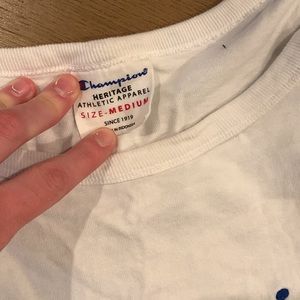 Champion
HERITAGE
ATHLETIC APPAREL
SIZE-MEDIUM
SINCE 1919